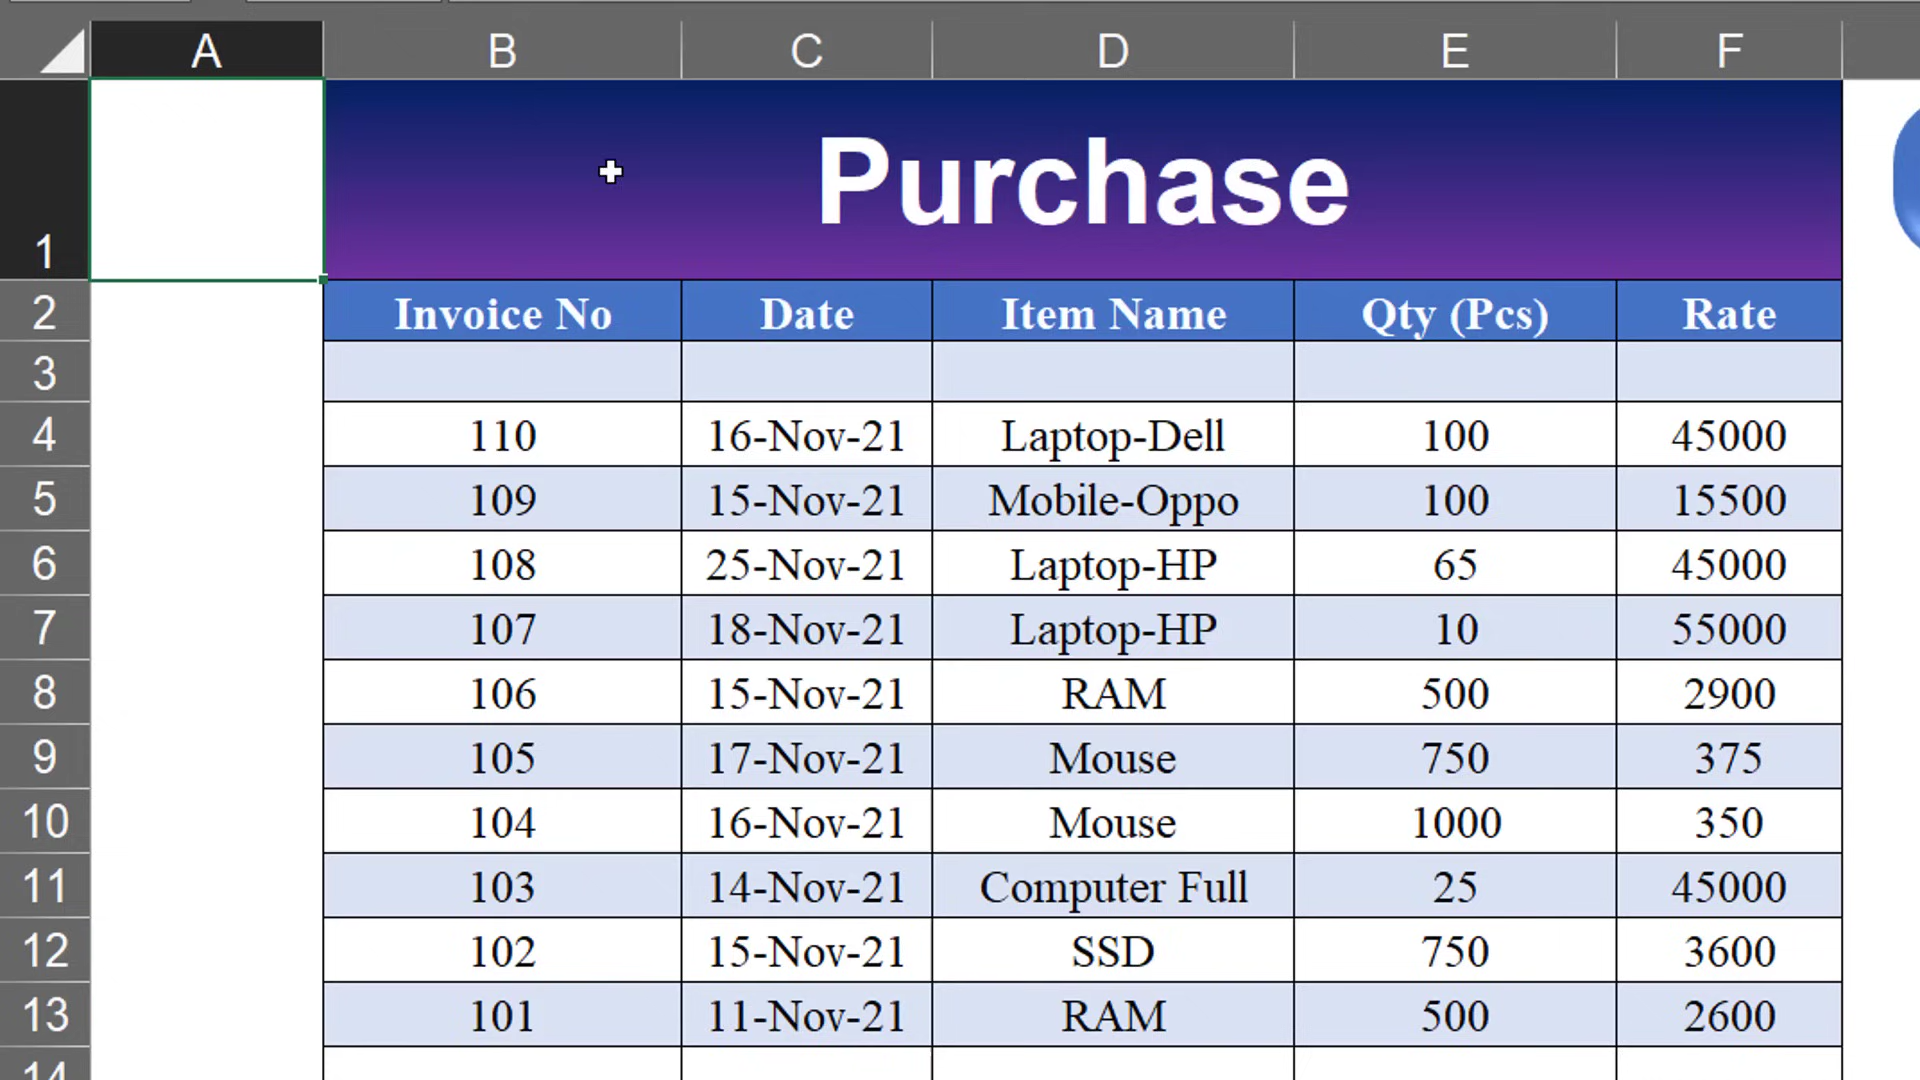 A B C D E F
1 Purchase
2 Invoice No Date Item Name Qty (Pcs) Rate
3
4 110 16-Nov-21 Laptop-Dell 100 45000
5 109 15-Nov-21 Mobile-Oppo 100 15500
6 108 25-Nov-21 Laptop-HP 65 45000
7 107 18-Nov-21 Laptop-HP 10 55000
8 106 15-Nov-21 RAM 500 2900
9 105 17-Nov-21 Mouse 750 375
10 104 16-Nov-21 Mouse 1000 350
11 103 14-Nov-21 Computer Full 25 45000
12 102 15-Nov-21 SSD 750 3600
13 101 11-Nov-21 RAM 500 2600
14